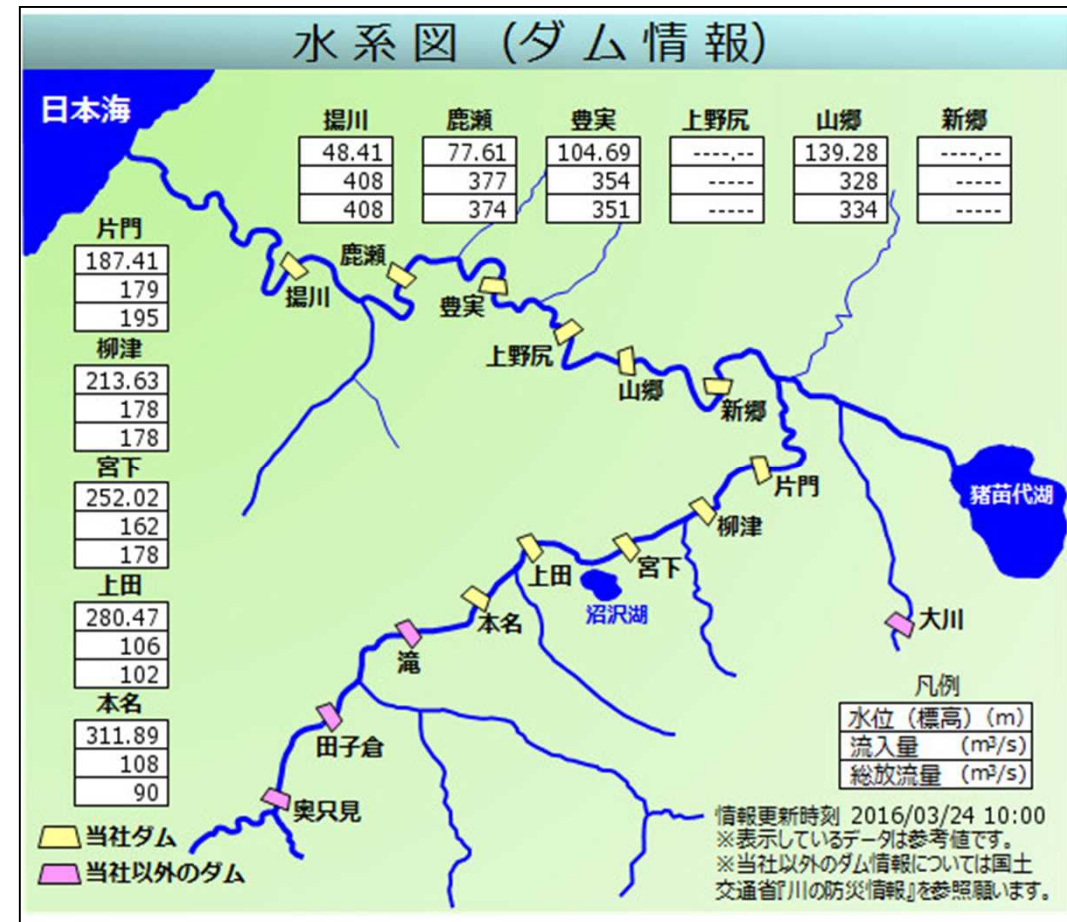 水系図 (ダム情報)
日本海
揚川
48.41
408
408
鹿瀬
77.61
377
374
豊実
104.69
354
351
上野尻
----.--
-----
-----
山郷
139.28
328
334
新郷
----.--
-----
-----
片門
187.41
179
195
柳津
213.63
178
178
宮下
252.02
162
178
上田
280.47
106
102
本名
311.89
108
90
鹿瀬
揚川
豊実
上野尻
山郷
新郷
片門
猪苗代湖
柳津
宮下
上田
沼沢湖
本名
大川
滝
田子倉
奥只見
凡例
水位(標高)(m)
流入量 (m³/s)
総放流量 (m³/s)
当社ダム
当社以外のダム
情報更新時刻 2016/03/24 10:00
※表示しているデータは参考値です。
※当社以外のダム情報については国土
交通省『川の防災情報』を参照願います。